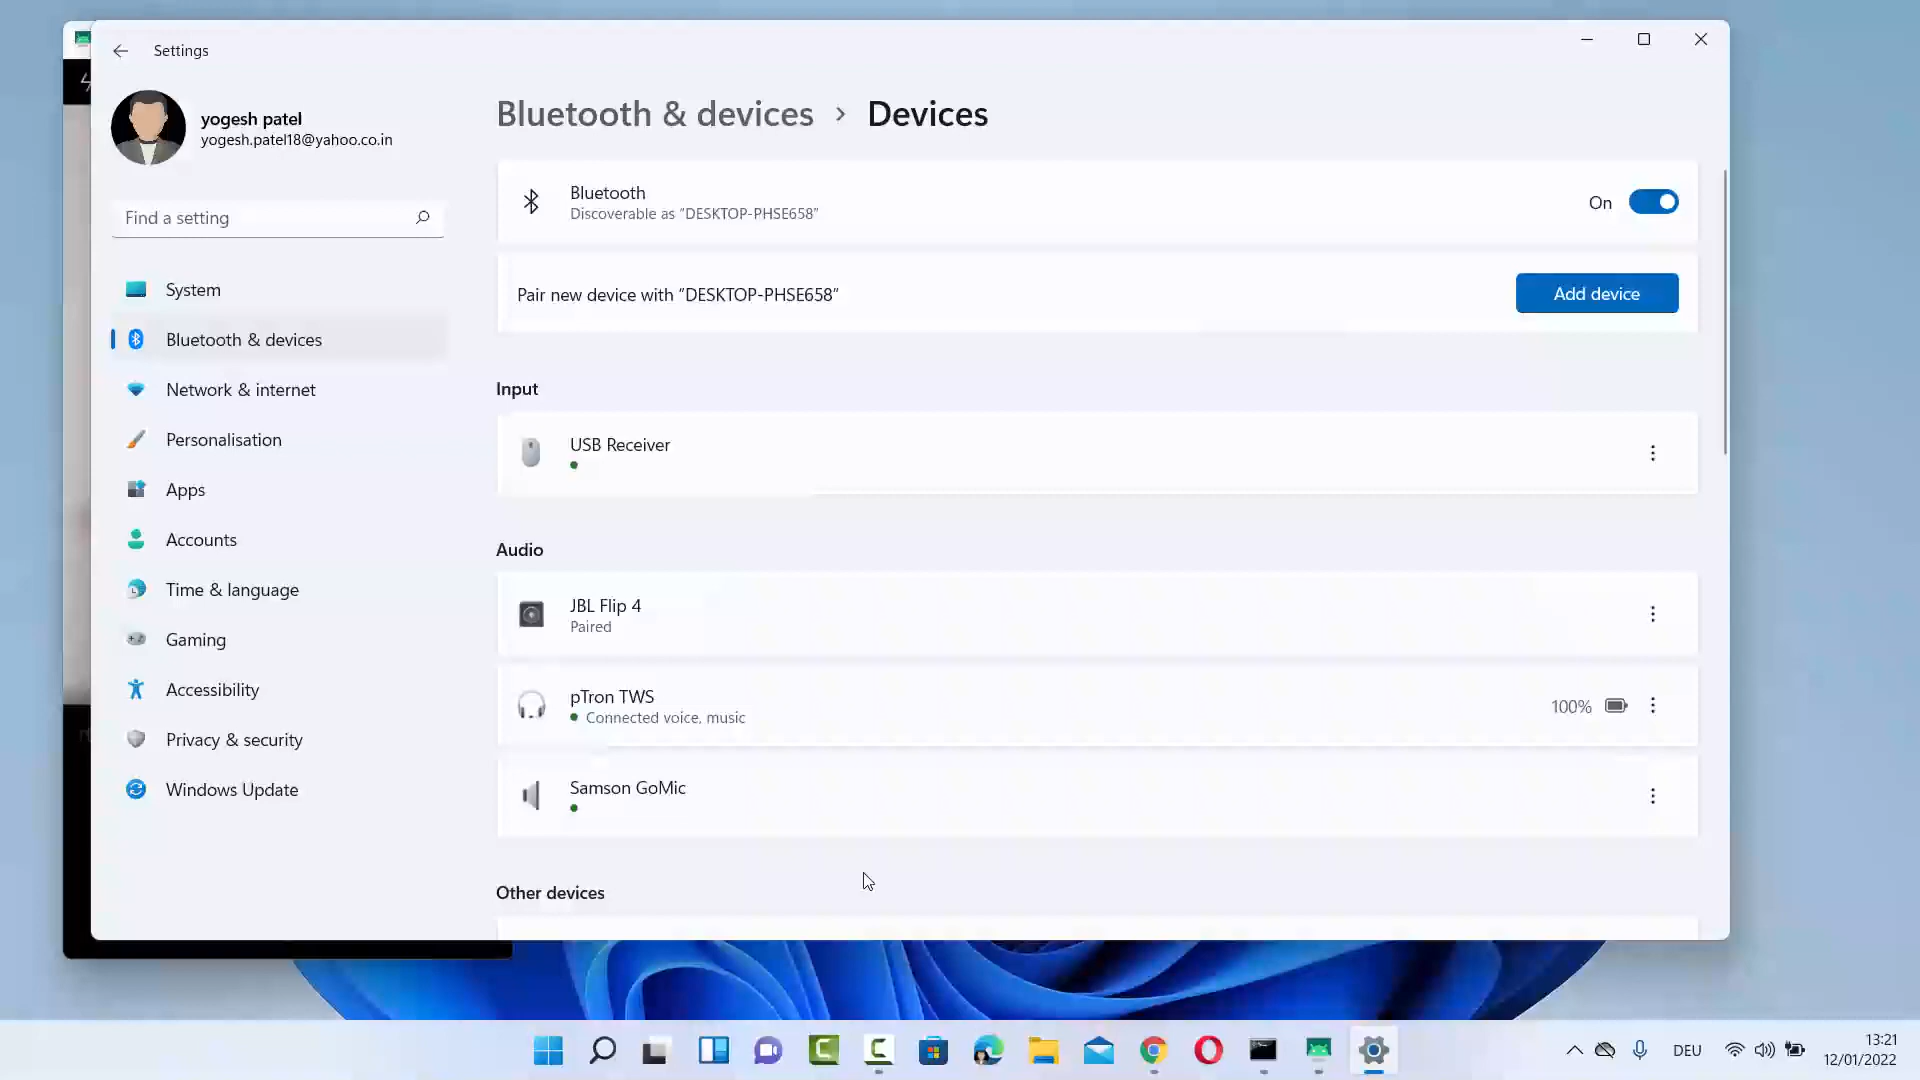 Settings
yogesh patel
yogesh.patel18@yahoo.co.in
Find a setting
System
Bluetooth & devices
Network & internet
Personalisation
Apps
Accounts
Time & language
Gaming
Accessibility
Privacy & security
Windows Update
Bluetooth & devices › Devices
Bluetooth
Discoverable as "DESKTOP-PHSE658"
On
Pair new device with "DESKTOP-PHSE658"
Add device
Input
USB Receiver
Audio
JBL Flip 4
Paired
pTron TWS
Connected voice, music
100%
Samson GoMic
Other devices
DEU
13:21
12/01/2022